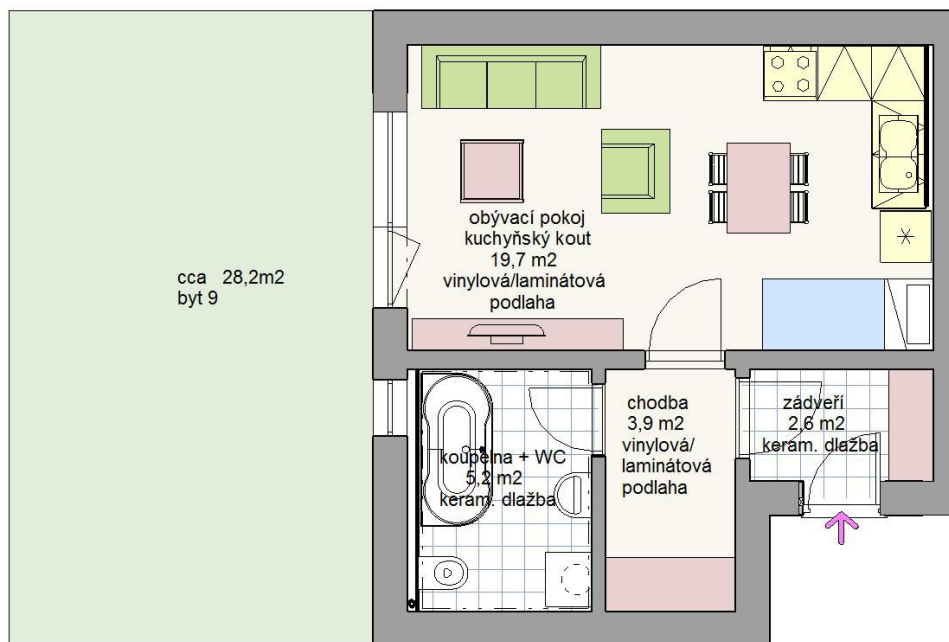 cca 28,2m2
byt 9
obývací pokoj
kuchyňský kout
19,7 m2
vinylová/laminátová
podlaha
koupelna + WC
5,2 m2
keram. dlažba
chodba
3,9 m2
vinylová/
laminátová
podlaha
zádveří
2,6 m2
keram. dlažba